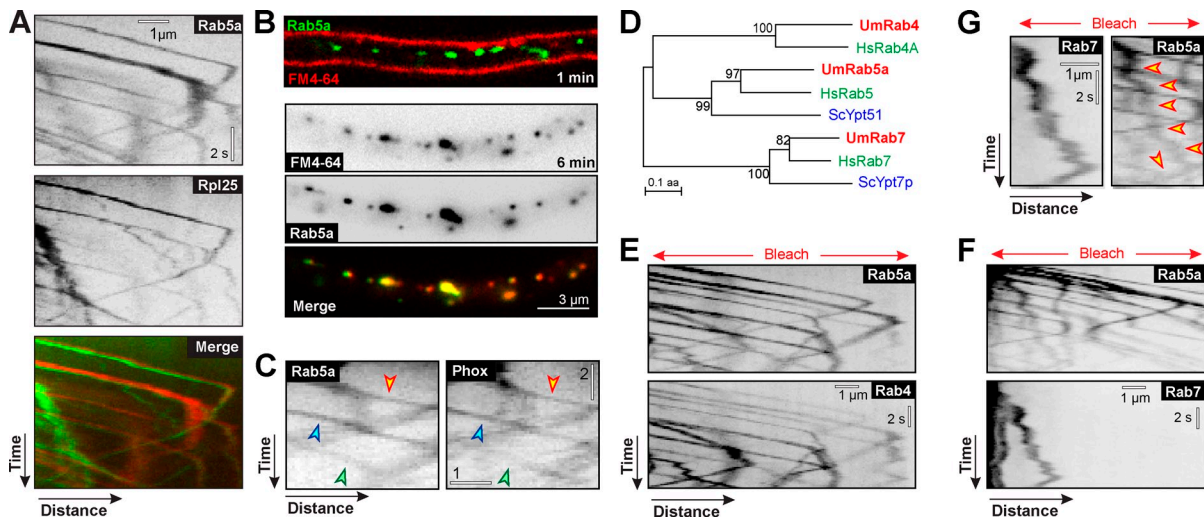 A
Rab5a
1µm
2 s
Rpl25
Merge
Time
Distance
B
Rab5a
FM4-64
1 min
FM4-64
6 min
Rab5a
Merge
3 µm
C
Rab5a
Phox
2
1
Time
Distance
D
100
UmRab4
HsRab4A
97
UmRab5a
HsRab5
99
ScYpt51
82
UmRab7
HsRab7
100
ScYpt7p
0.1 aa
E
Bleach
Rab5a
Rab4
1 µm
2 s
Time
Distance
G
Bleach
Rab7
Rab5a
1µm
2 s
Time
Distance
F
Bleach
Rab5a
Rab7
1 µm
2 s
Time
Distance